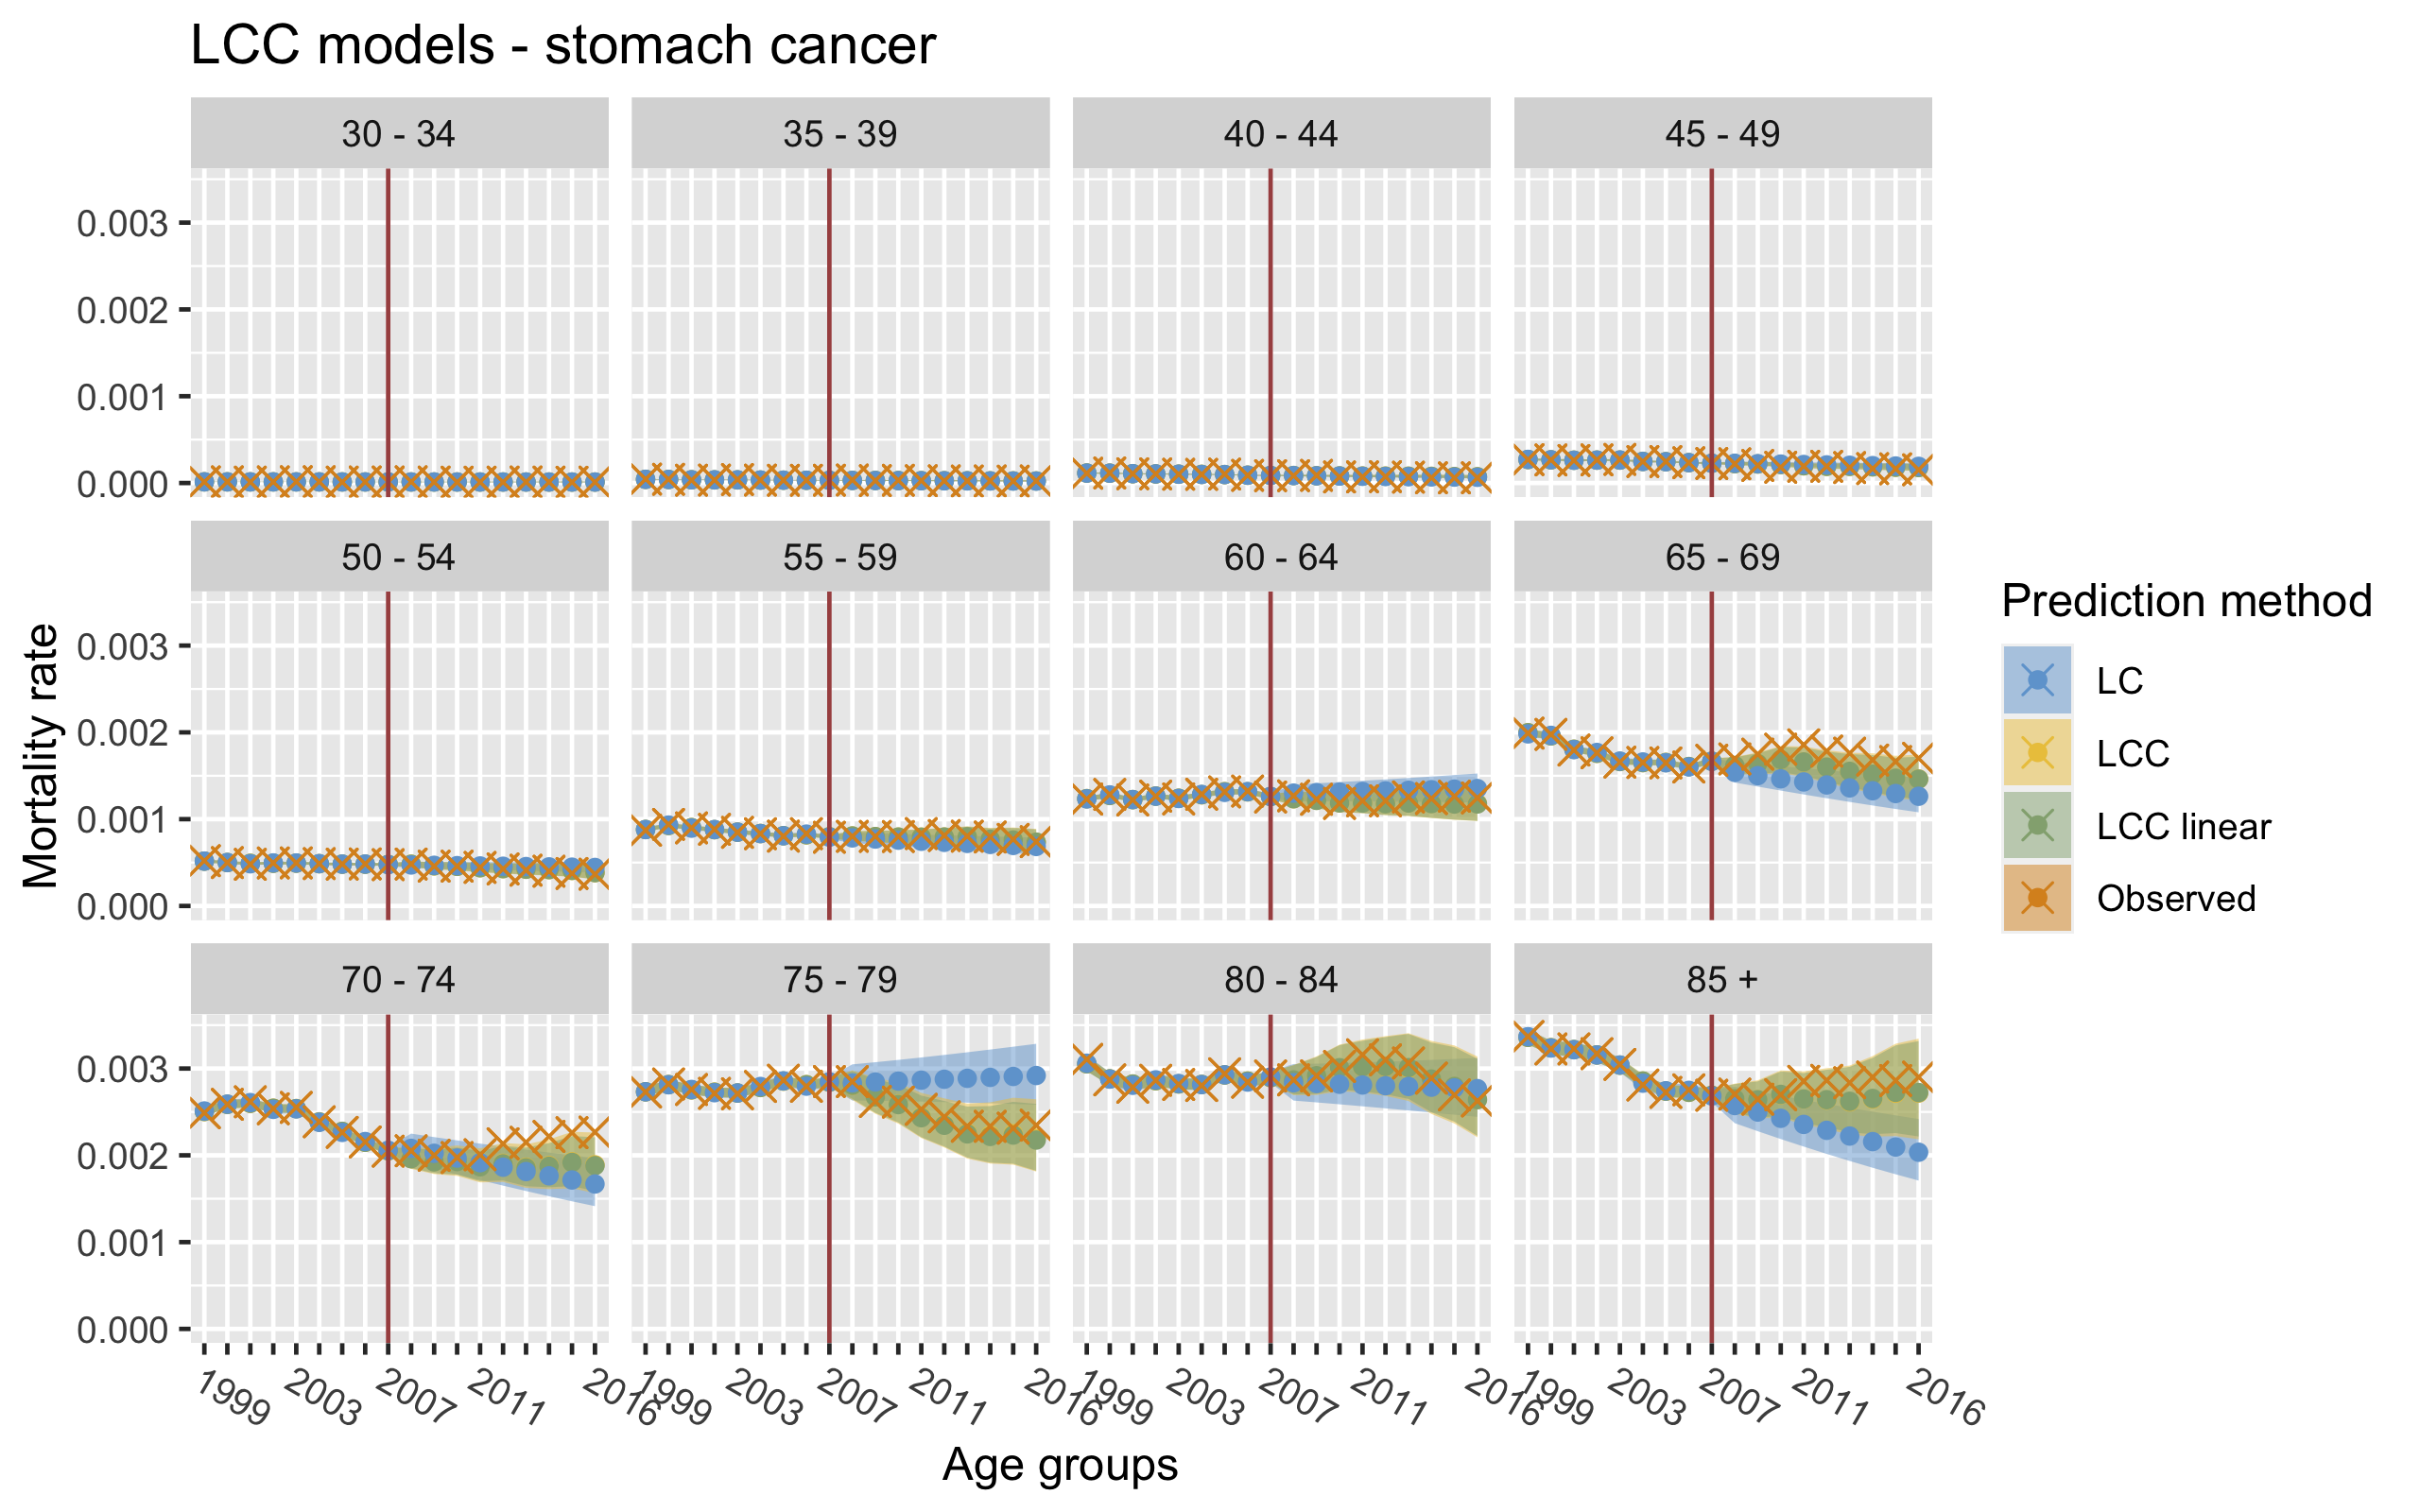 LCC models - stomach cancer
30 - 34
35 - 39
40 - 44
45 - 49
0.003
0.002
0.001
0.000
50 - 54
55 - 59
60 - 64
65 - 69
0.003
0.002
0.001
0.000
70 - 74
75 - 79
80 - 84
85 +
0.003
0.002
0.001
0.000
1999 2003 2007 2011 2016
1999 2003 2007 2011 2016
1999 2003 2007 2011 2016
1999 2003 2007 2011 2016
Age groups
Mortality rate
Prediction method
LC
LCC
LCC linear
Observed